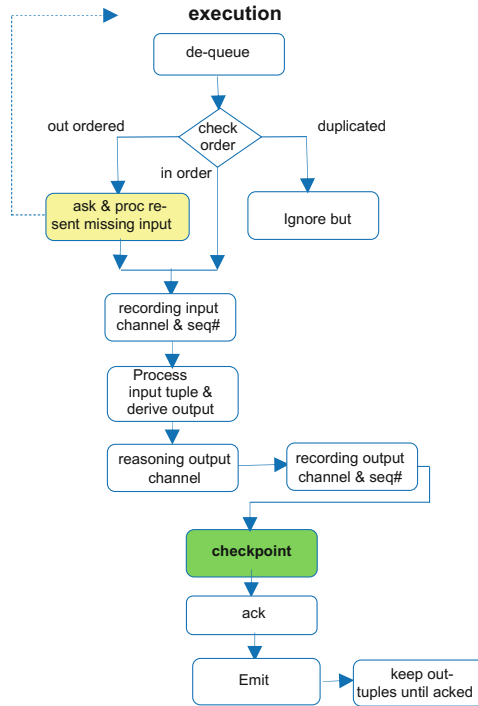 execution
de-queue
check
order
out ordered
duplicated
in order
ask & proc re-
sent missing input
Ignore but
recording input
channel & seq#
Process
input tuple &
derive output
reasoning output
channel
recording output
channel & seq#
checkpoint
ack
Emit
keep out-
tuples until acked